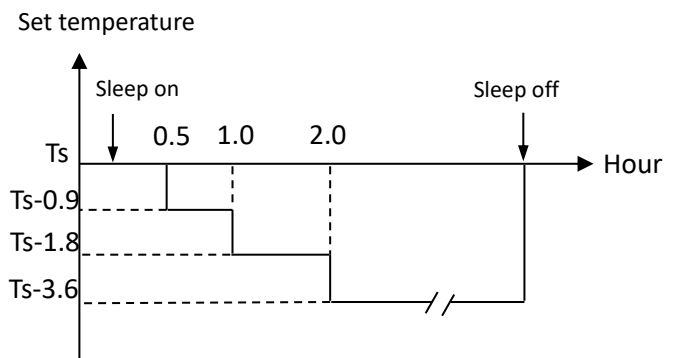 Set temperature
Sleep on
Sleep off
0.5 1.0 2.0
Ts
Hour
Ts-0.9
Ts-1.8
Ts-3.6